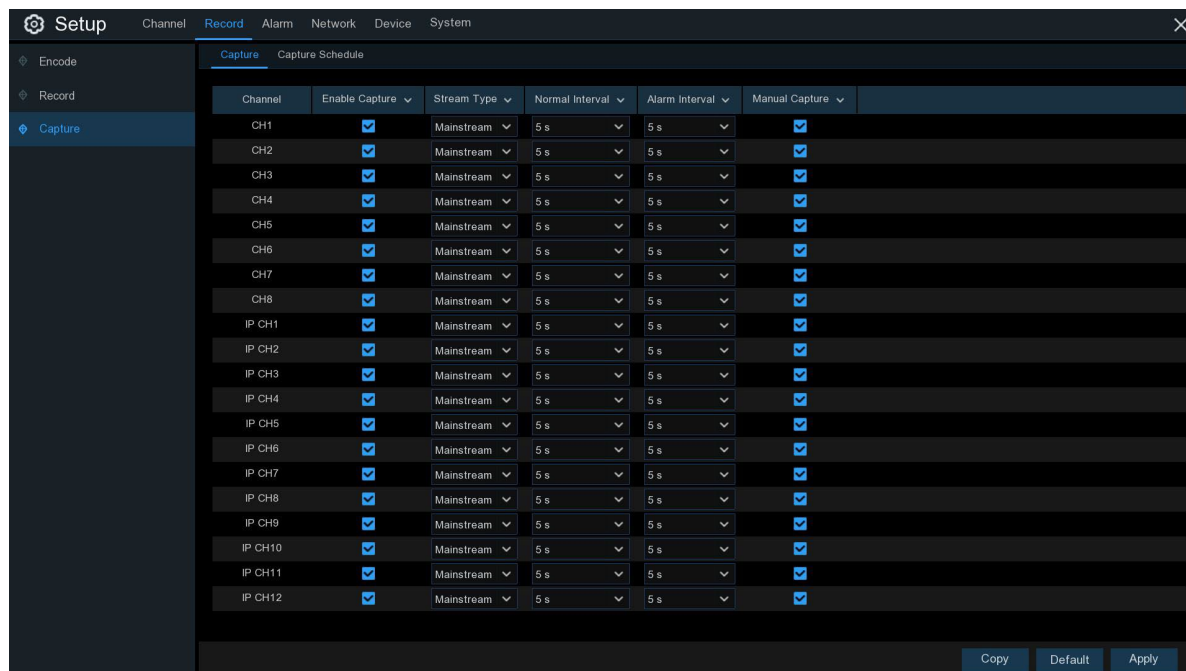 Setup Channel Record Alarm Network Device System
Encode
Record
Capture
Capture Capture Schedule
Channel Enable Capture Stream Type Normal Interval Alarm Interval Manual Capture
CH1 Mainstream 5 s 5 s
CH2 Mainstream 5 s 5 s
CH3 Mainstream 5 s 5 s
CH4 Mainstream 5 s 5 s
CH5 Mainstream 5 s 5 s
CH6 Mainstream 5 s 5 s
CH7 Mainstream 5 s 5 s
CH8 Mainstream 5 s 5 s
IP CH1 Mainstream 5 s 5 s
IP CH2 Mainstream 5 s 5 s
IP CH3 Mainstream 5 s 5 s
IP CH4 Mainstream 5 s 5 s
IP CH5 Mainstream 5 s 5 s
IP CH6 Mainstream 5 s 5 s
IP CH7 Mainstream 5 s 5 s
IP CH8 Mainstream 5 s 5 s
IP CH9 Mainstream 5 s 5 s
IP CH10 Mainstream 5 s 5 s
IP CH11 Mainstream 5 s 5 s
IP CH12 Mainstream 5 s 5 s
Copy Default Apply